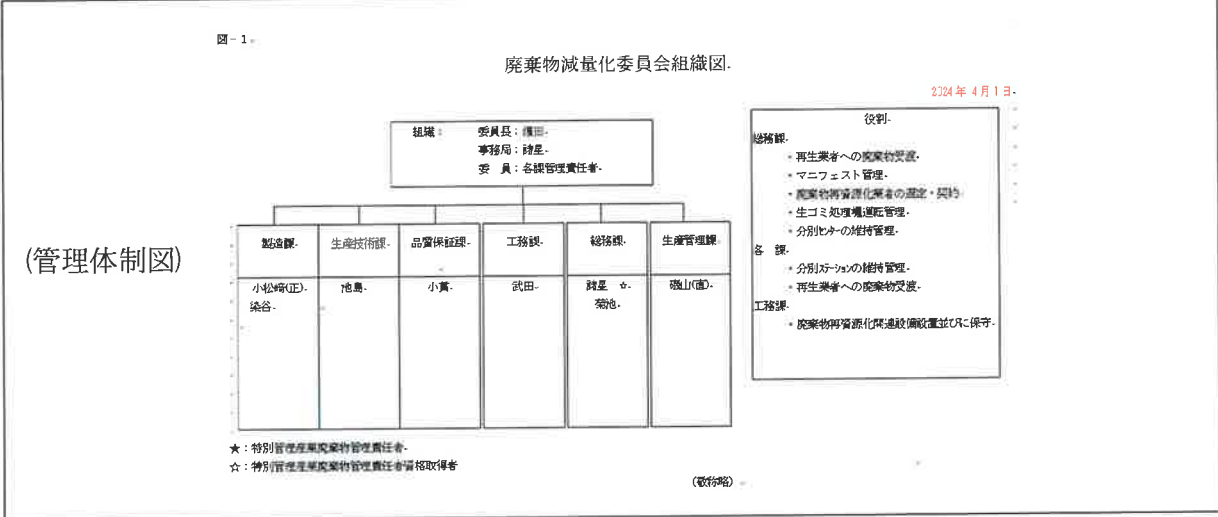 図－1
廃棄物減量化委員会組織図
2024年 4月1日
組織： 委員長：
事務局：諸星
委　員：各課管理責任者
製造課 生産技術課 品質保証課 工務課 総務課 生産管理課
小松崎(正) 池島 小貫 武田 諸星 ☆ 磯山(直)
染谷 菊池
(管理体制図)
役割
総務課
・再生業者への廃棄物受渡
・マニフェスト管理
・廃棄物再資源化業者の選定・契約
・生ゴミ処理機運転管理
・分別センターの維持管理
各　課
・分別ステーションの維持管理
・再生業者への廃棄物受渡
工務課
・廃棄物再資源化関連設備設置並びに保守
★：特別管理産業廃棄物管理責任者
☆：特別管理産業廃棄物管理責任者資格取得者
(敬称略)